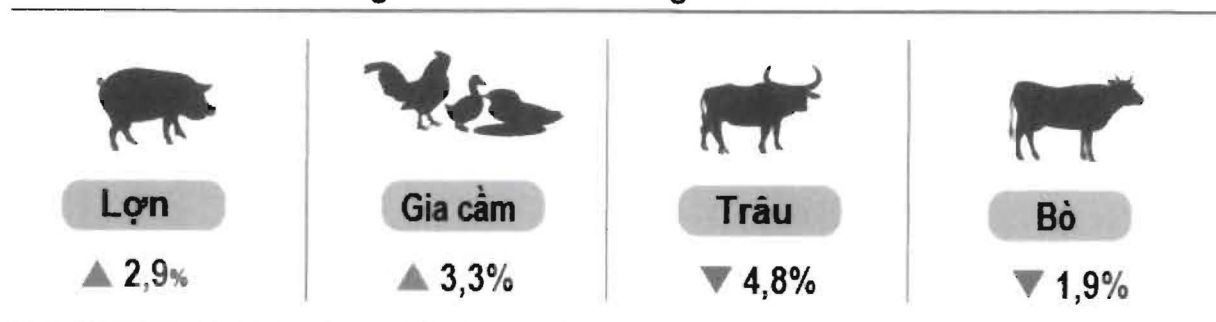 Lợn
Gia cầm
Trâu
Bò
▲ 2,9%
▲ 3,3%
▼ 4,8%
▼ 1,9%